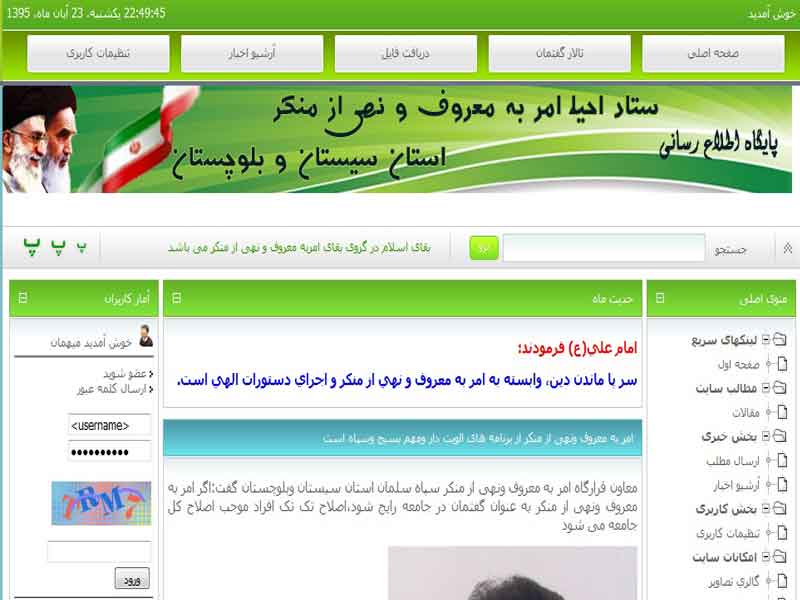 خوش آمدید
22:49:45 یکشنبه، 23 آبان ماه، 1395
صفحه اصلی
تالار گفتمان
دریافت فایل
آرشیو اخبار
تنظیمات کاربری
ستاد احیا امر به معروف و نهی از منکر
پایگاه اطلاع رسانی
استان سیستان و بلوچستان
جستجو
برو
بقای اسلام در گروی بقای امربه معروف و نهی از منکر می باشد
پ پ پ
منوی اصلی
لینکهای سریع
صفحه اول
مطالب سایت
مقالات
بخش خبری
ارسال مطلب
آرشیو اخبار
بخش کاربری
تنظیمات کاربری
امکانات سایت
گالری تصاویر
حدیث ماه
امام علي(ع) فرمودند:
سر پا ماندن دین، وابسته به امر به معروف و نهي از منکر و اجراي دستورات الهي است.
امر به معروف ونهی از منکر از برنامه های الویت دار ومهم بسیج وسپاه است
معاون قرارگاه امر به معروف ونهی از منکر سپاه سلمان استان سیستان وبلوچستان گفت:اگر امر به
معروف ونهی از منکر به عنوان گفتمان در جامعه رایج شود،اصلاح تک تک افراد موجب اصلاح کل
جامعه می شود
آمار کاربران
خوش آمدید میهمان
عضو شوید
ارسال کلمه عبور
<username>
••••••••••
ورود